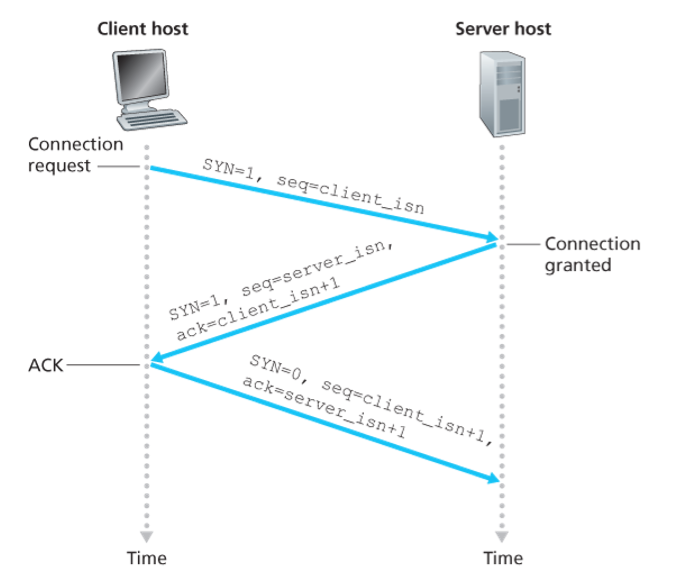 Client host
Server host
Connection
request
SYN=1, seq=client_isn
Connection
granted
SYN=1, seq=server_isn,
ack=client_isn+1
ACK
SYN=0, seq=client_isn+1,
ack=server_isn+1
Time
Time